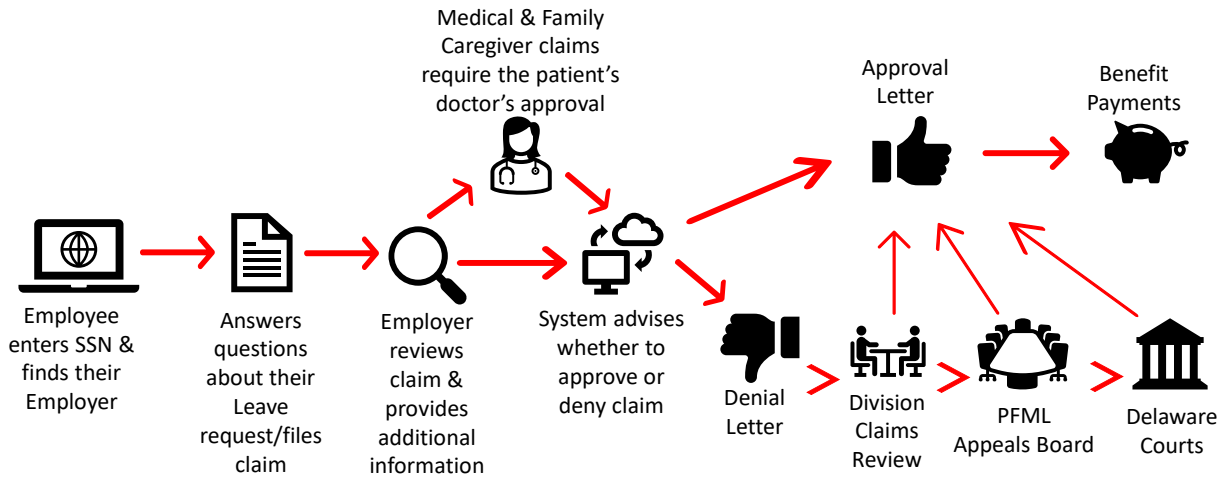 Medical & Family
Caregiver claims
require the patient's
doctor's approval
Approval
Letter
Benefit
Payments
Employee
enters SSN &
finds their
Employer
Answers
questions
about their
Leave
request/files
claim
Employer
reviews
claim &
provides
additional
information
System advises
whether to
approve or
deny claim
Denial
Letter
Division
Claims
Review
PFML
Appeals Board
Delaware
Courts